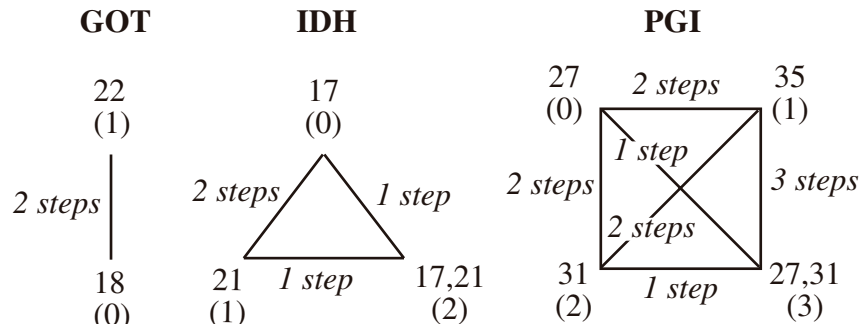 GOT IDH PGI
22 17 27 2 steps 35
(1) (0) (0) (1)
1 step
2 steps 2 steps 1 step 2 steps 3 steps
2 steps
18 21 1 step 17,21 31 1 step 27,31
(0) (1) (2) (2) (3)